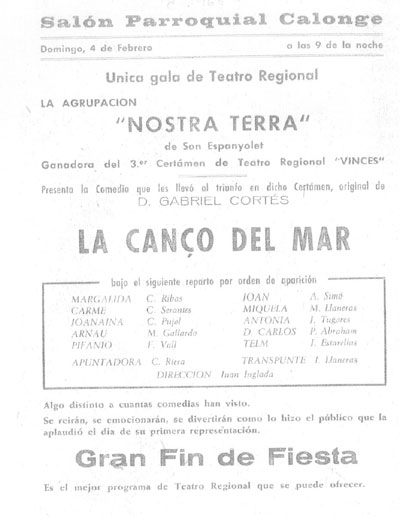 Salón Parroquial Calonge
Domingo, 4 de Febrero a las 9 de la noche
Unica gala de Teatro Regional
LA AGRUPACION
"NOSTRA TERRA"
de Son Espanyolet
Ganadora del 3.er Certámen de Teatro Regional "VINCES"
Presenta la Comedia que les llevó al triunfo en dicho Certámen, original de
D. GABRIEL CORTÉS
LA CANÇO DEL MAR
bajo el siguiente reparto por orden de aparición
MARGALIDA C. Ribas JOAN A. Simó
CARME C. Serantes MIQUELA M. Llaneras
JOANAINA C. Pujol ANTONIA I. Tugores
ARNAU M. Gallardo D. CARLOS P. Abraham
PIFANIO F. Vall TELM J. Estarellas
APUNTADORA C. Riera TRANSPUNTE J. Llaneras
DIRECCION Juan Inglada
Algo distinto a cuantas comedias han visto.
Se reirán, se emocionarán, se divertirán como lo hizo el público que la
aplaudió el dia de su primera representación.
Gran Fin de Fiesta
Es el mejor programa de Teatro Regional que se puede ofrecer.